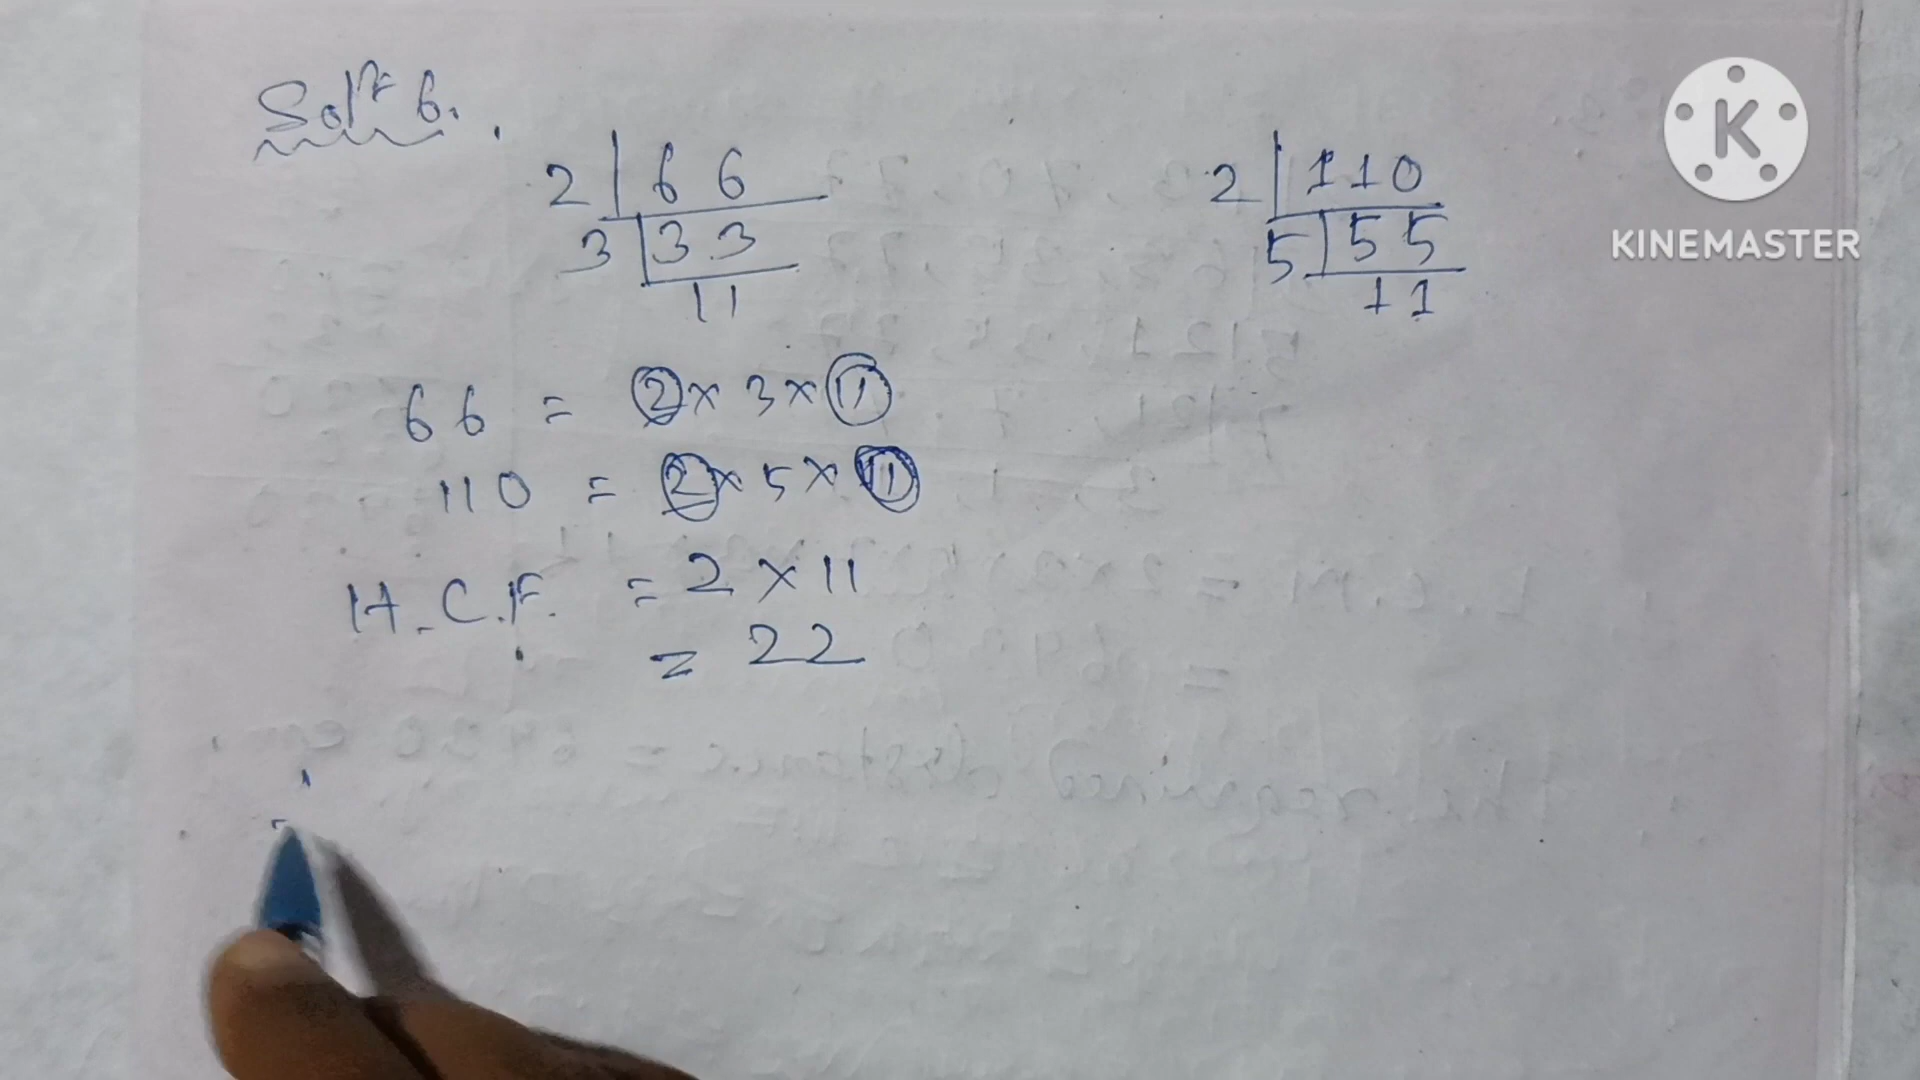 Solⁿ 6.
2 | 66
3 | 33
11
2 | 110
5 | 55
11
66 = 2 × 3 × 11
110 = 2 × 5 × 11
H.C.F. = 2 × 11
= 22
K
KINEMASTER